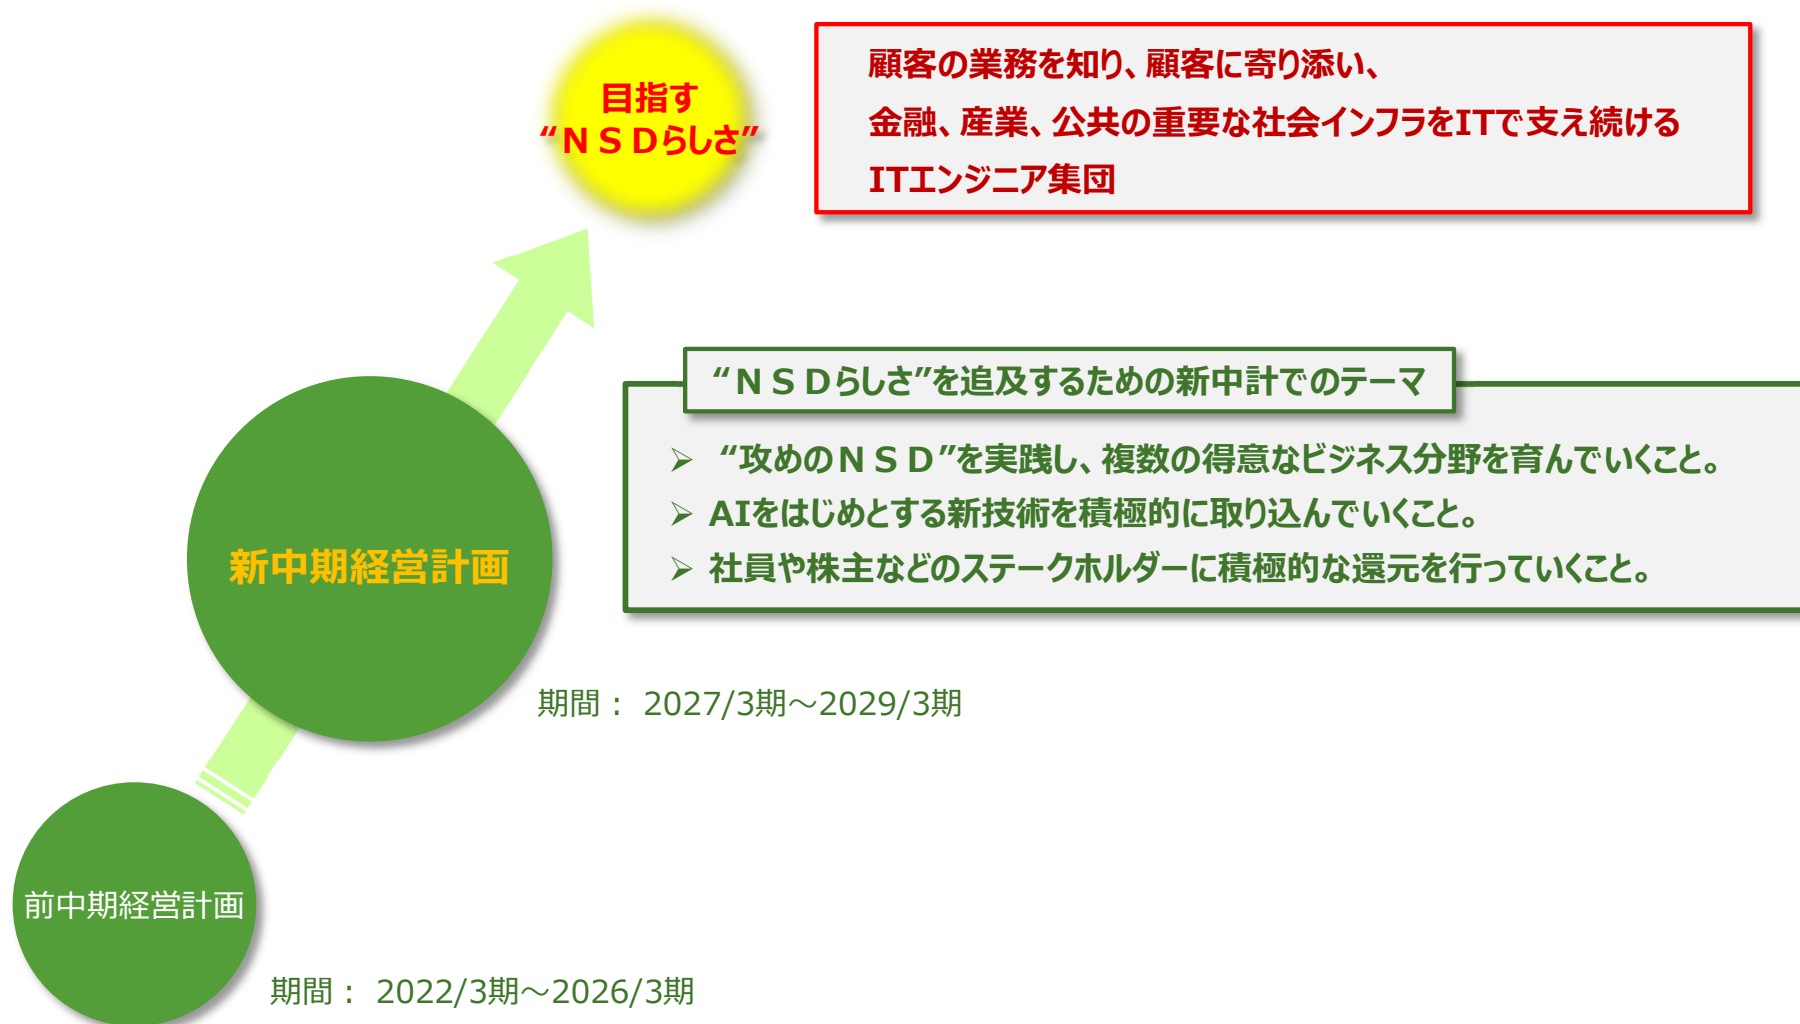 目指す
“ＮＳＤらしさ”
顧客の業務を知り、顧客に寄り添い、
金融、産業、公共の重要な社会インフラをITで支え続ける
ITエンジニア集団
“ＮＳＤらしさ”を追及するための新中計でのテーマ
➢ “攻めのＮＳＤ”を実践し、複数の得意なビジネス分野を育んでいくこと。
➢ AIをはじめとする新技術を積極的に取り込んでいくこと。
➢ 社員や株主などのステークホルダーに積極的な還元を行っていくこと。
新中期経営計画
期間： 2027/3期～2029/3期
前中期経営計画
期間： 2022/3期～2026/3期